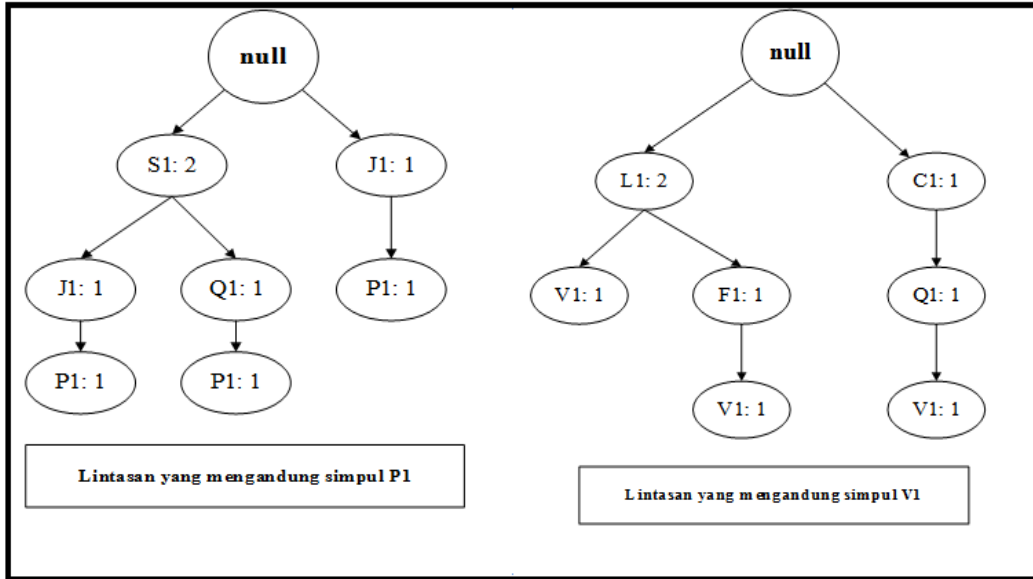 null
S1: 2
J1: 1
J1: 1
Q1: 1
P1: 1
P1: 1
P1: 1
Lintasan yang mengandung simpul P1
null
L1: 2
C1: 1
V1: 1
F1: 1
Q1: 1
V1: 1
V1: 1
Lintasan yang mengandung simpul V1